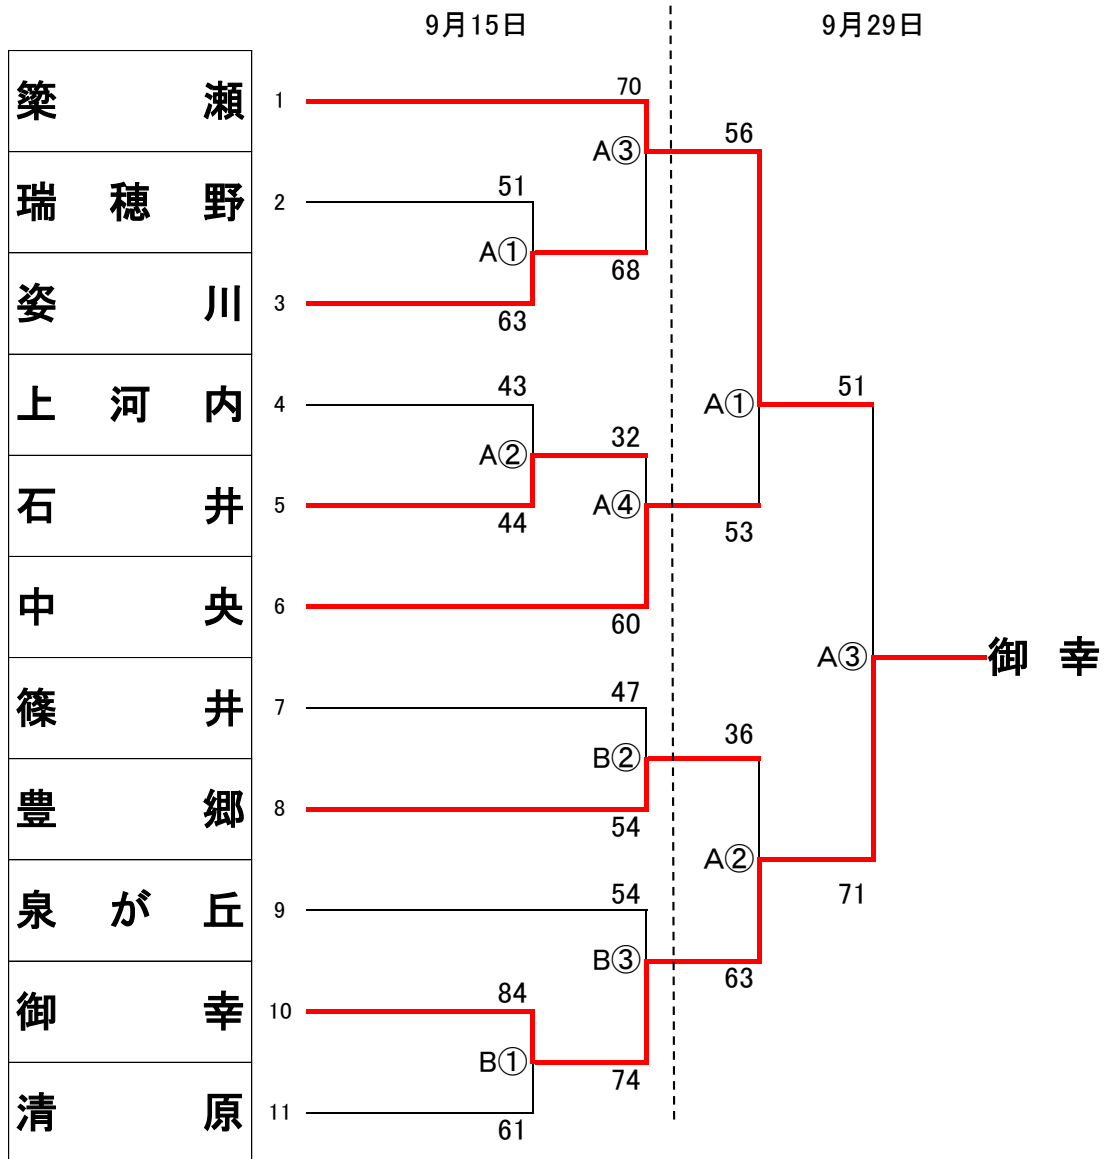 9月15日 9月29日
70
簗瀬 1
56
A③
51
瑞穂野 2
A①
68
姿川 3
63
43 51
上河内 4 A①
32
A②
石井 5 A④
44 53
中央 6
60
A③ 御幸
47
篠井 7
36
B②
豊郷 8
54
A②
54 71
泉が丘 9
B③
63
84
御幸 10
B①
74
清原 11
61